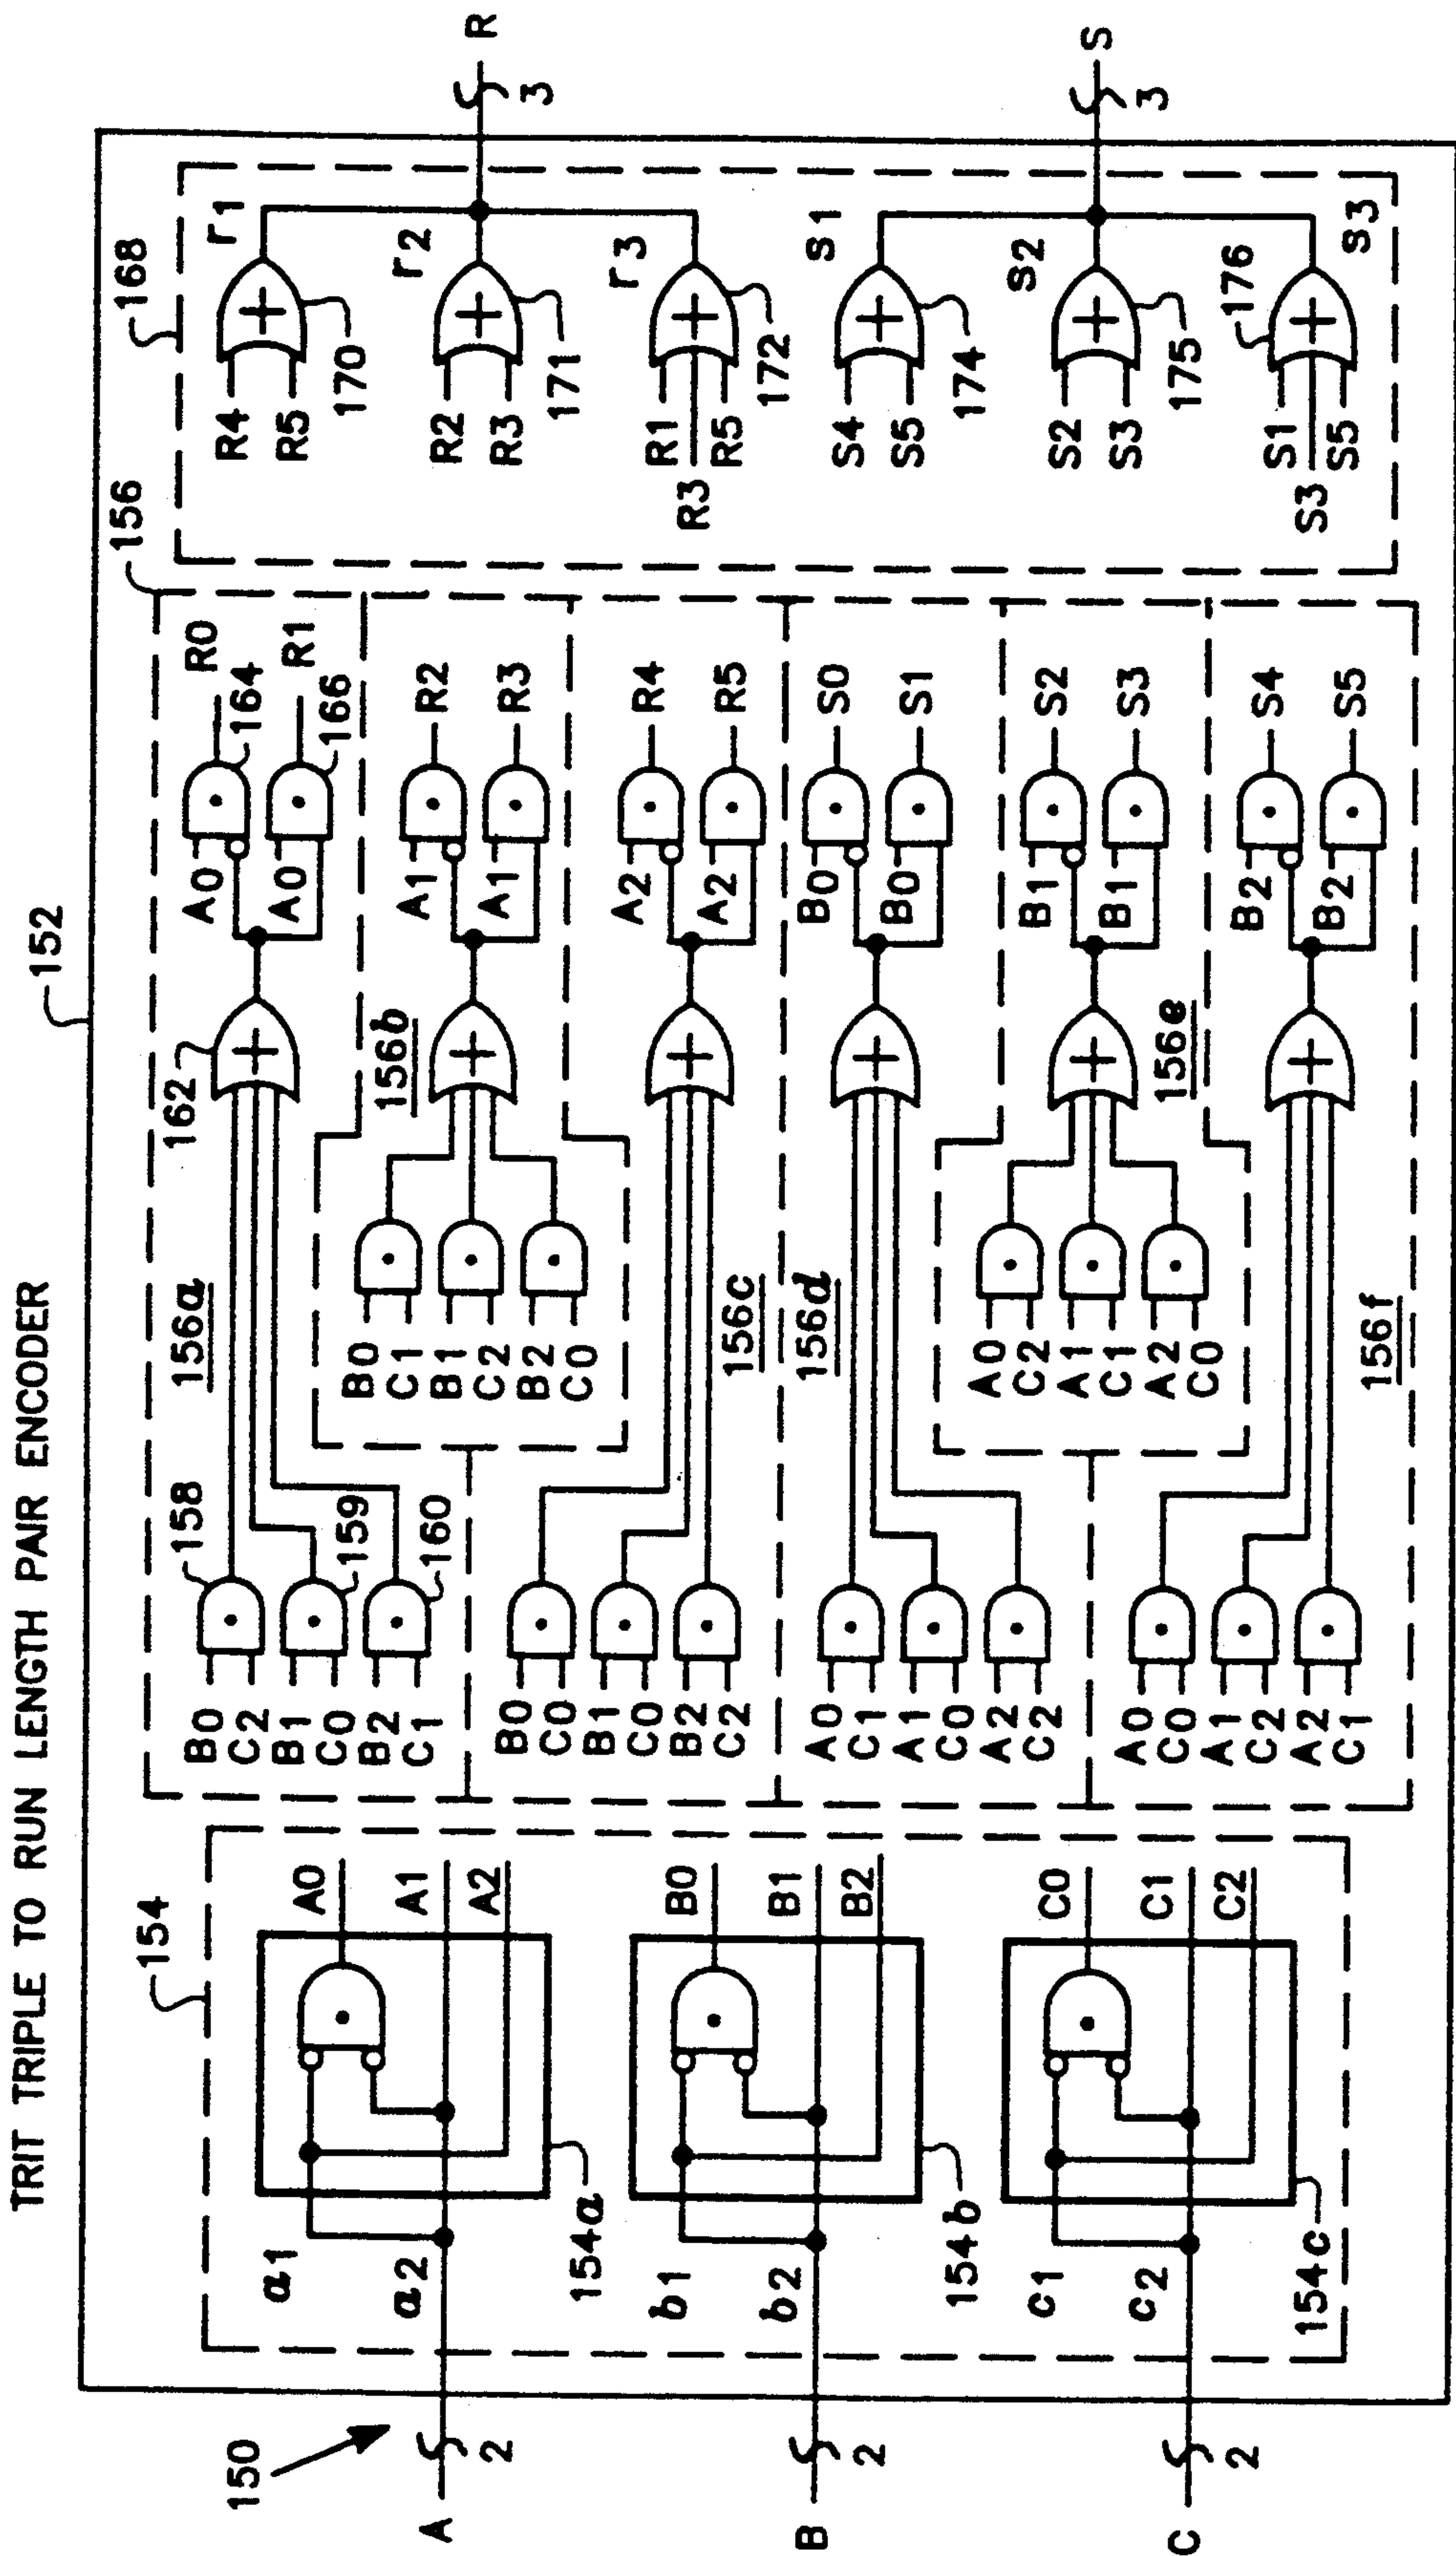 TRIT TRIPLE TO RUN LENGTH PAIR ENCODER
150
152
A
2
B
2
C
2
154
a1
a2
A0
A1
A2
154a
b1
b2
B0
B1
B2
154b
c1
c2
C0
C1
C2
154c
156
156a
B0
C2
B1
C0
B2
C1
158
159
160
162
A0
A0
R0
164
R1
166
156b
B0
C1
B1
C2
B2
C0
A1
A1
R2
R3
156c
B0
C0
B1
C0
B2
C2
A2
A2
R4
R5
156d
A0
C1
A1
C0
A2
C2
B0
B0
S0
S1
156e
A0
C2
A1
C1
A2
C0
B1
B1
S2
S3
156f
A0
C0
A1
C2
A2
C1
B2
B2
S4
S5
168
R4
R5
170
r1
R2
R3
171
r2
R1
R3
R5
172
r3
R
3
S4
S5
174
s1
S2
S3
175
s2
S1
S3
S5
176
s3
S
3